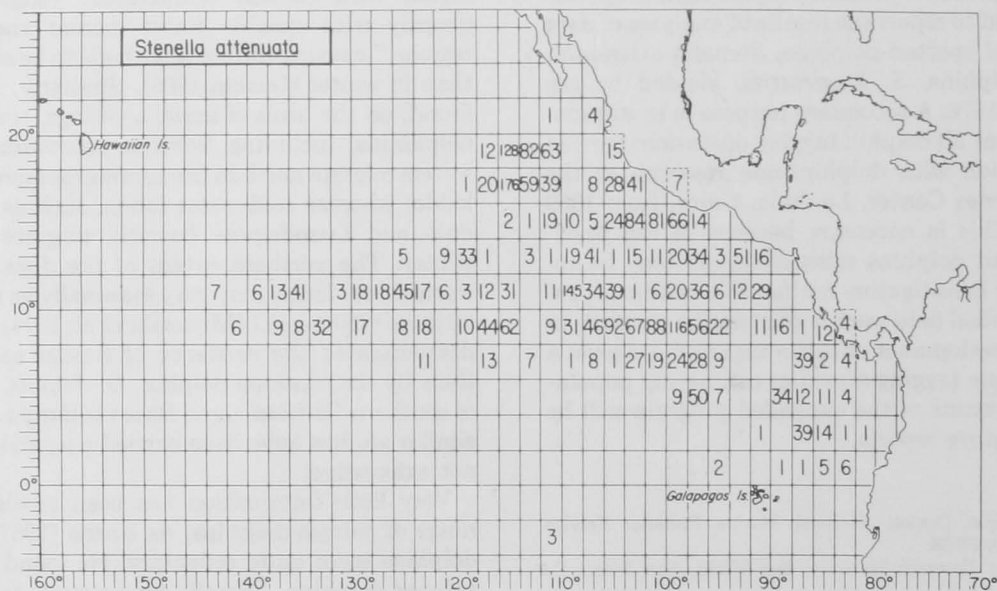 Stenella attenuata
1 4
20° Hawaiian Is. 12 128 82 63 15
1 20 176 59 39 8 28 41 7
2 1 19 10 5 24 84 81 66 14
5 9 33 1 3 1 19 41 1 15 11 20 34 3 51 16
10° 7 6 13 41 3 18 18 45 17 6 3 12 31 11 145 34 39 1 6 20 36 6 12 29
6 9 8 32 17 8 18 10 44 62 9 31 46 92 67 88 116 56 22 11 16 1 12 4
11 13 7 1 8 1 27 19 24 28 9 39 2 4
9 50 7 34 12 11 4
1 39 14 1 1
0° 2 1 1 5 6
Galapagos Is.
3
160° 150° 140° 130° 120° 110° 100° 90° 80° 70°